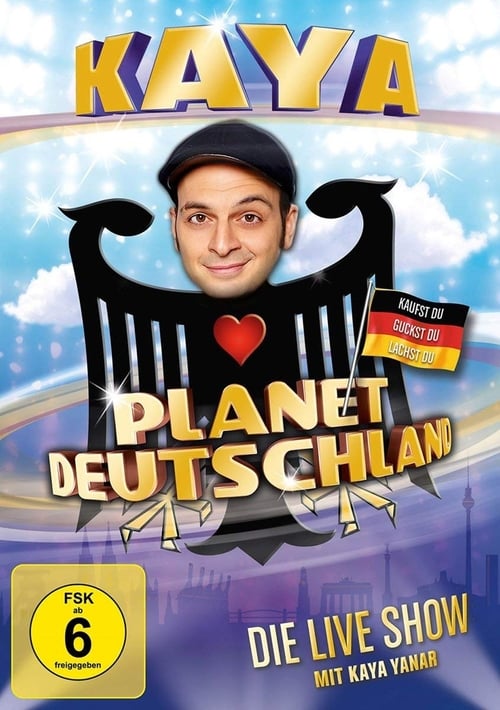 KAYA
KAUFST DU
GUCKST DU
LACHST DU
PLANET
DEUTSCHLAND
FSK
ab
6
freigegeben
DIE LIVE SHOW
MIT KAYA YANAR